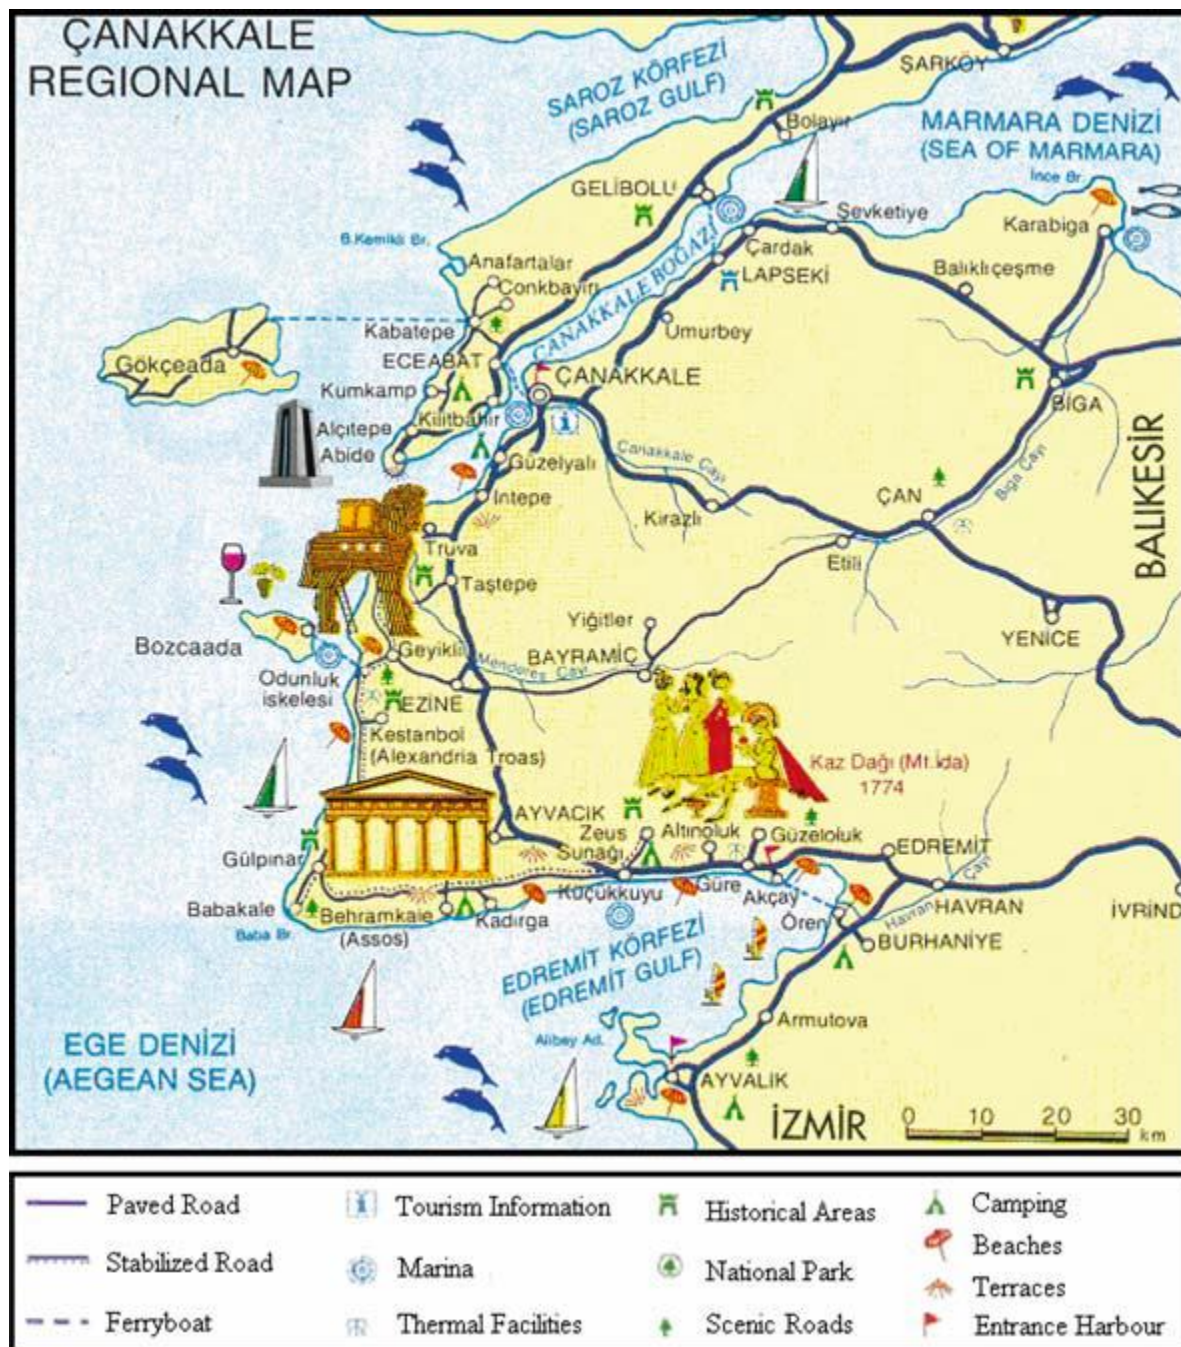 ÇANAKKALE
REGIONAL MAP
SAROZ KÖRFEZİ
(SAROZ GULF)
ŞARKÖY
Bolayır
MARMARA DENİZİ
(SEA OF MARMARA)
İnce Br.
GELİBOLU
Şevketiye
Karabiga
B.Kemikli Br.
Çardak
Anafartalar
Conkbayırı
ÇANAKKALE BOĞAZI
LAPSEKİ
Balıklıçeşme
Kabatepe
Umurbey
ECEABAT
Gökçeada
ÇANAKKALE
Kumkamp
BİGA
Kilitbahir
Alçıtepe
Abide
Güzelyalı
Çanakkale Çayı
Biga Çayı
BALIKESİR
İntepe
ÇAN
Kirazlı
Truva
Etili
Taştepe
Yiğitler
YENİCE
Bozcaada
Geyikli
Menderes Çayı
BAYRAMİÇ
Odunluk
iskelesi
EZİNE
Kestanbol
(Alexandria Troas)
Kaz Dağı (Mt.İda)
1774
AYVACIK
Zeus
Sunağı
Altınoluk
Güzeloluk
EDREMİT
Gülpınar
Küçükkuyu
Güre
Akçay
Havran Çayı
HAVRAN
İVRİND
Babakale
Baba Br.
Behramkale
(Assos)
Kadırga
Ören
BURHANİYE
EDREMİT KÖRFEZİ
(EDREMİT GULF)
Armutova
Alibey Ad.
EGE DENİZİ
(AEGEAN SEA)
AYVALIK
İZMİR
0 10 20 30
km
Paved Road
Tourism Information
Historical Areas
Camping
Beaches
Stabilized Road
Marina
National Park
Terraces
Ferryboat
Thermal Facilities
Scenic Roads
Entrance Harbour